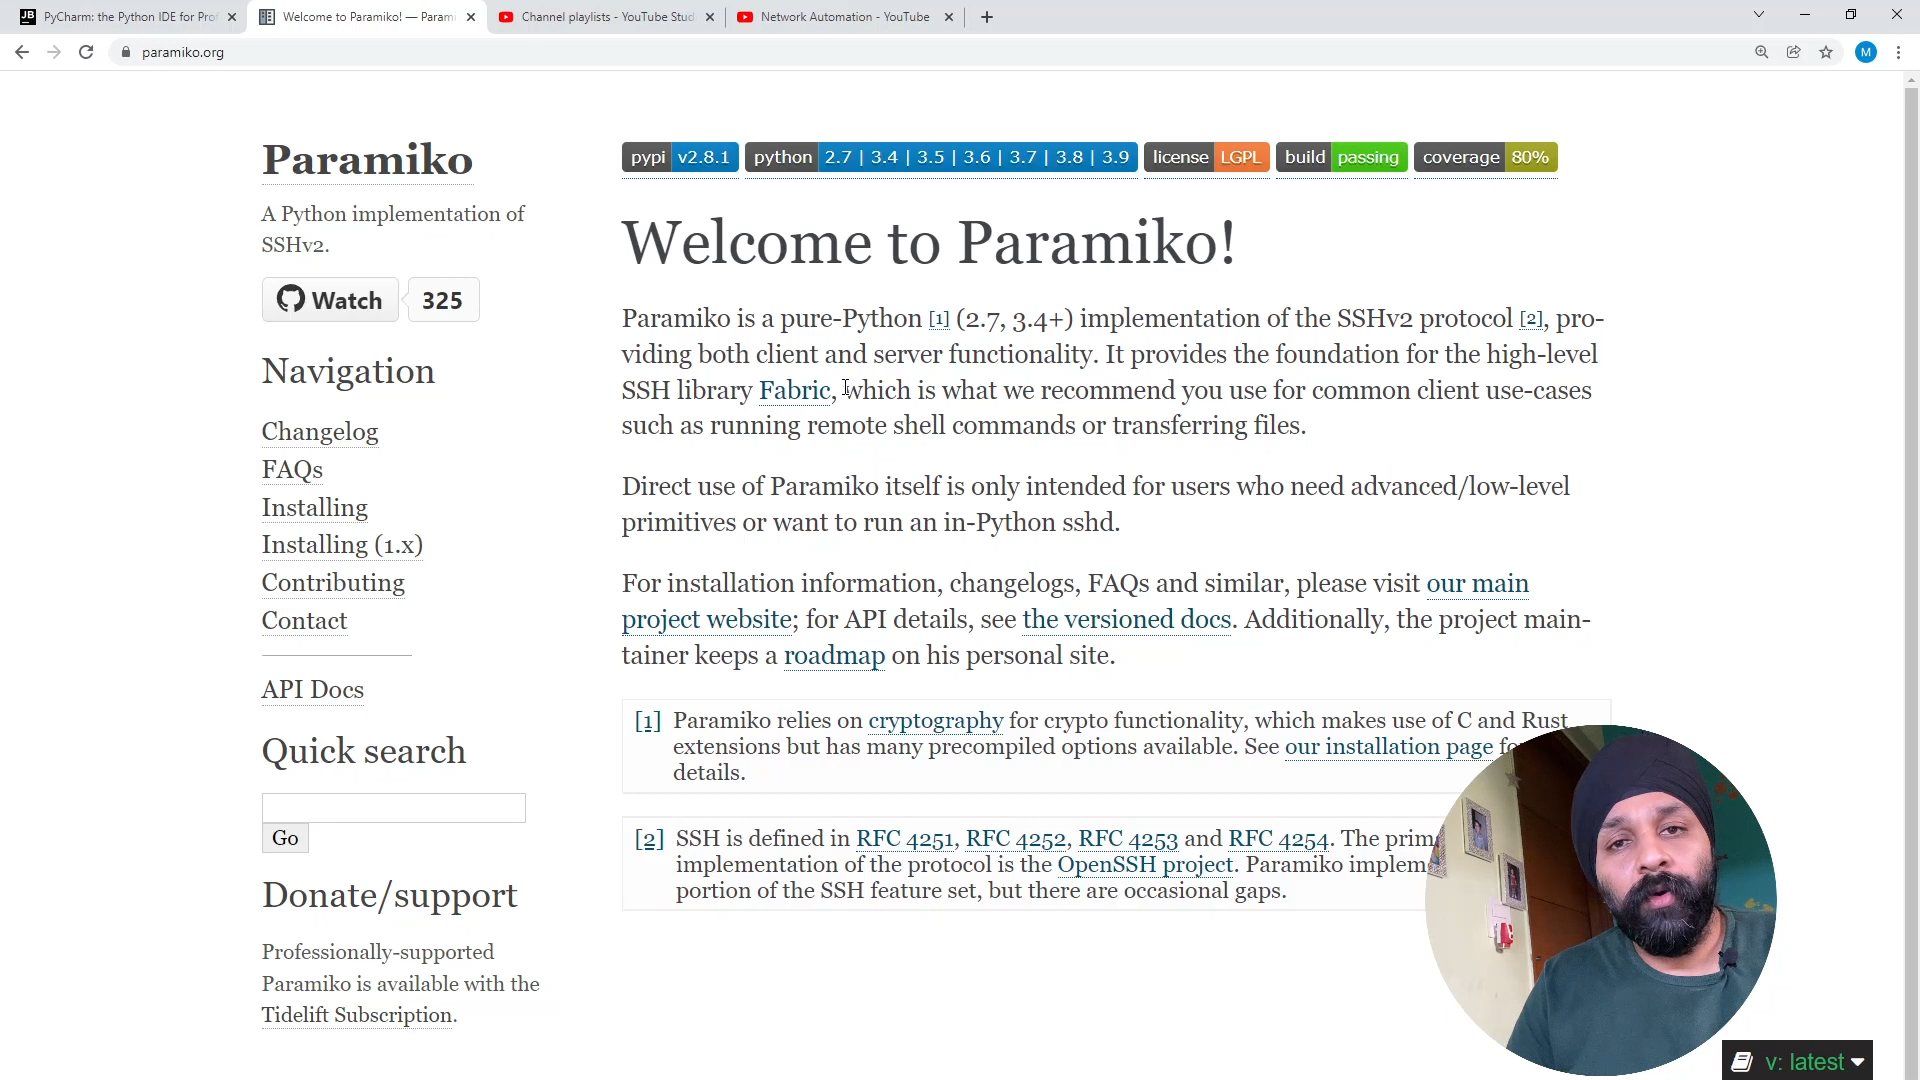 PyCharm: the Python IDE for Pro
Welcome to Paramiko! — Parami
Channel playlists - YouTube Stud
Network Automation - YouTube
paramiko.org
M
Paramiko
A Python implementation of
SSHv2.
Watch 325
Navigation
Changelog
FAQs
Installing
Installing (1.x)
Contributing
Contact
API Docs
Quick search
Go
Donate/support
Professionally-supported
Paramiko is available with the
Tidelift Subscription.
pypi v2.8.1 python 2.7 | 3.4 | 3.5 | 3.6 | 3.7 | 3.8 | 3.9 license LGPL build passing coverage 80%
Welcome to Paramiko!
Paramiko is a pure-Python [1] (2.7, 3.4+) implementation of the SSHv2 protocol [2], pro-
viding both client and server functionality. It provides the foundation for the high-level
SSH library Fabric, which is what we recommend you use for common client use-cases
such as running remote shell commands or transferring files.
Direct use of Paramiko itself is only intended for users who need advanced/low-level
primitives or want to run an in-Python sshd.
For installation information, changelogs, FAQs and similar, please visit our main
project website; for API details, see the versioned docs. Additionally, the project main-
tainer keeps a roadmap on his personal site.
[1] Paramiko relies on cryptography for crypto functionality, which makes use of C and Rust
extensions but has many precompiled options available. See our installation page
details.
[2] SSH is defined in RFC 4251, RFC 4252, RFC 4253 and RFC 4254. The prim
implementation of the protocol is the OpenSSH project. Paramiko implem
portion of the SSH feature set, but there are occasional gaps.
v: latest